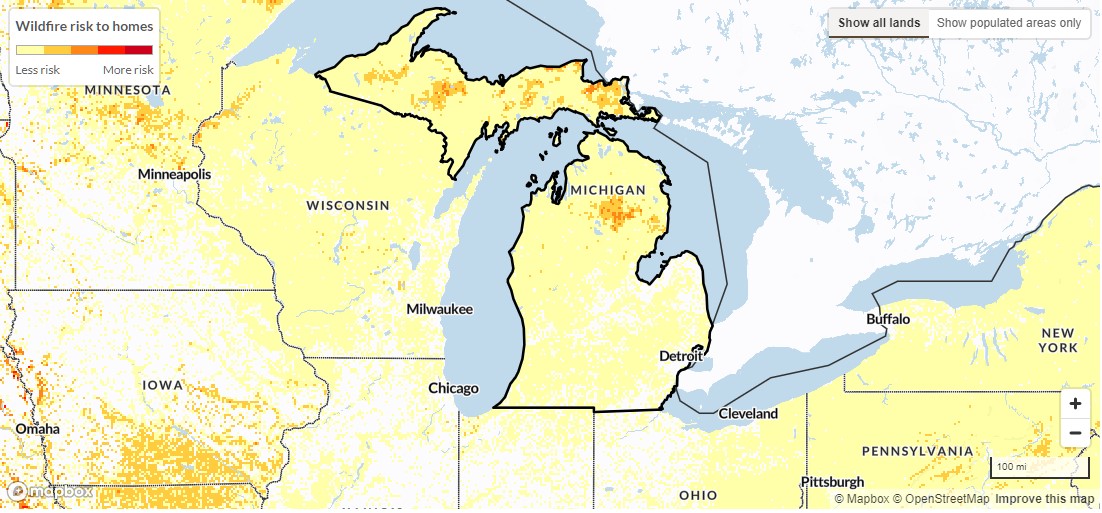 Wildfire risk to homes
Less risk More risk
Show all lands Show populated areas only
MINNESOTA
Minneapolis
WISCONSIN
MICHIGAN
Milwaukee
Buffalo
NEW
YORK
Detroit
IOWA
Chicago
Cleveland
+
Omaha
−
PENNSYLVANIA
100 mi
Pittsburgh
mapbox
OHIO
© Mapbox © OpenStreetMap Improve this map